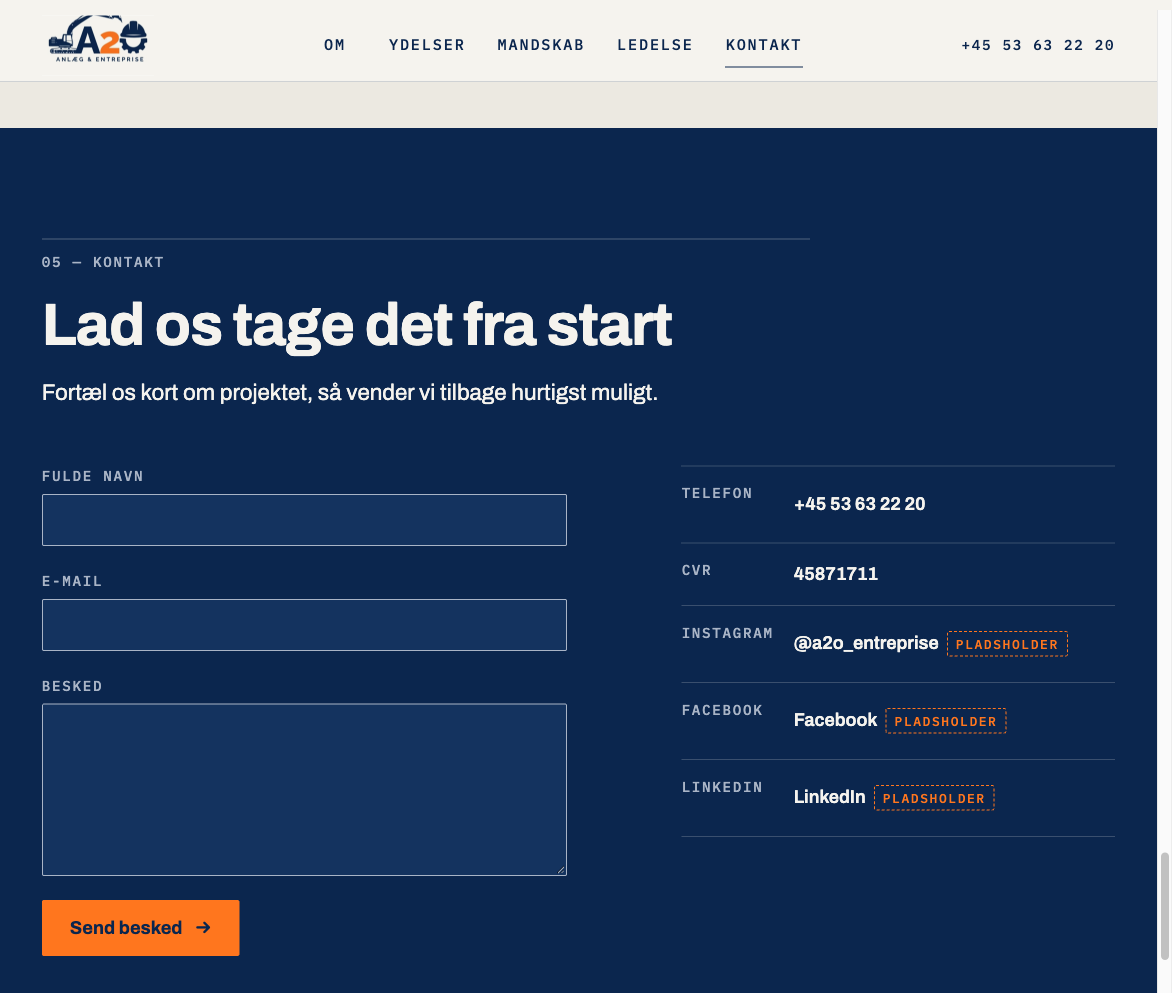 A2O
ANLÆG & ENTREPRISE
OM
YDELSER
MANDSKAB
LEDELSE
KONTAKT
+45 53 63 22 20
05 — KONTAKT
Lad os tage det fra start
Fortæl os kort om projektet, så vender vi tilbage hurtigst muligt.
FULDE NAVN
E-MAIL
BESKED
Send besked →
TELEFON
+45 53 63 22 20
CVR
45871711
INSTAGRAM
@a2o_entreprise PLADSHOLDER
FACEBOOK
Facebook PLADSHOLDER
LINKEDIN
LinkedIn PLADSHOLDER